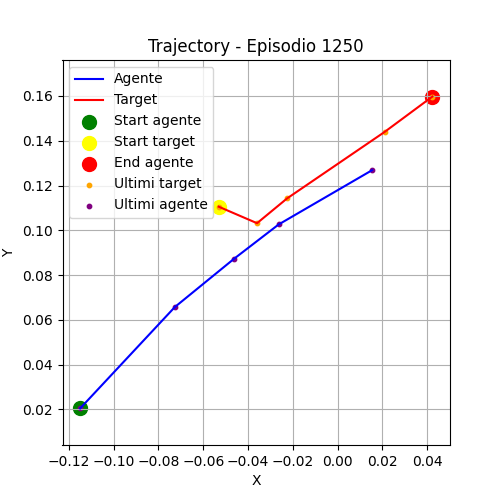 Trajectory - Episodio 1250
Agente
Target
Start agente
Start target
End agente
Ultimi target
Ultimi agente
Y
0.16
0.14
0.12
0.10
0.08
0.06
0.04
0.02
−0.12 −0.10 −0.08 −0.06 −0.04 −0.02 0.00 0.02 0.04
X